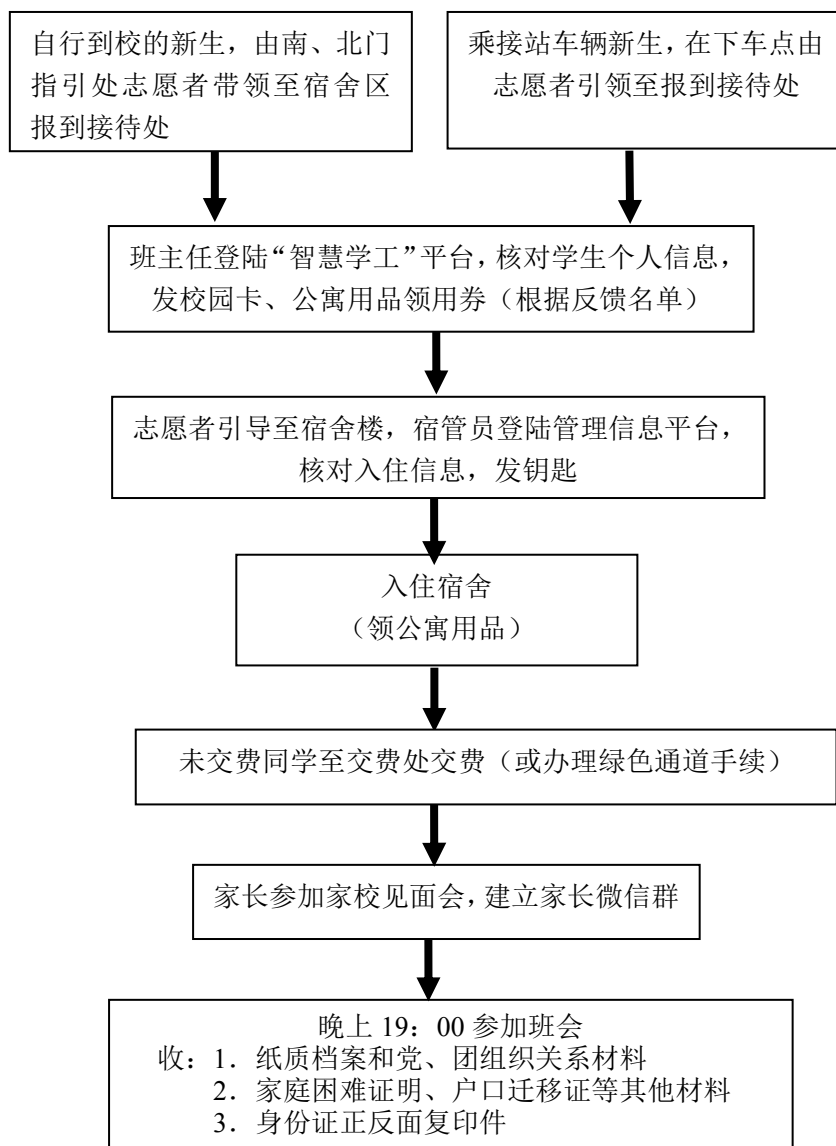 自行到校的新生，由南、北门
指引处志愿者带领至宿舍区
报到接待处
乘接站车辆新生，在下车点由
志愿者引领至报到接待处
班主任登陆“智慧学工”平台，核对学生个人信息，
发校园卡、公寓用品领用券（根据反馈名单）
志愿者引导至宿舍楼，宿管员登陆管理信息平台，
核对入住信息，发钥匙
入住宿舍
（领公寓用品）
未交费同学至交费处交费（或办理绿色通道手续）
家长参加家校见面会，建立家长微信群
晚上 19：00 参加班会
收：1．纸质档案和党、团组织关系材料
2．家庭困难证明、户口迁移证等其他材料
3．身份证正反面复印件